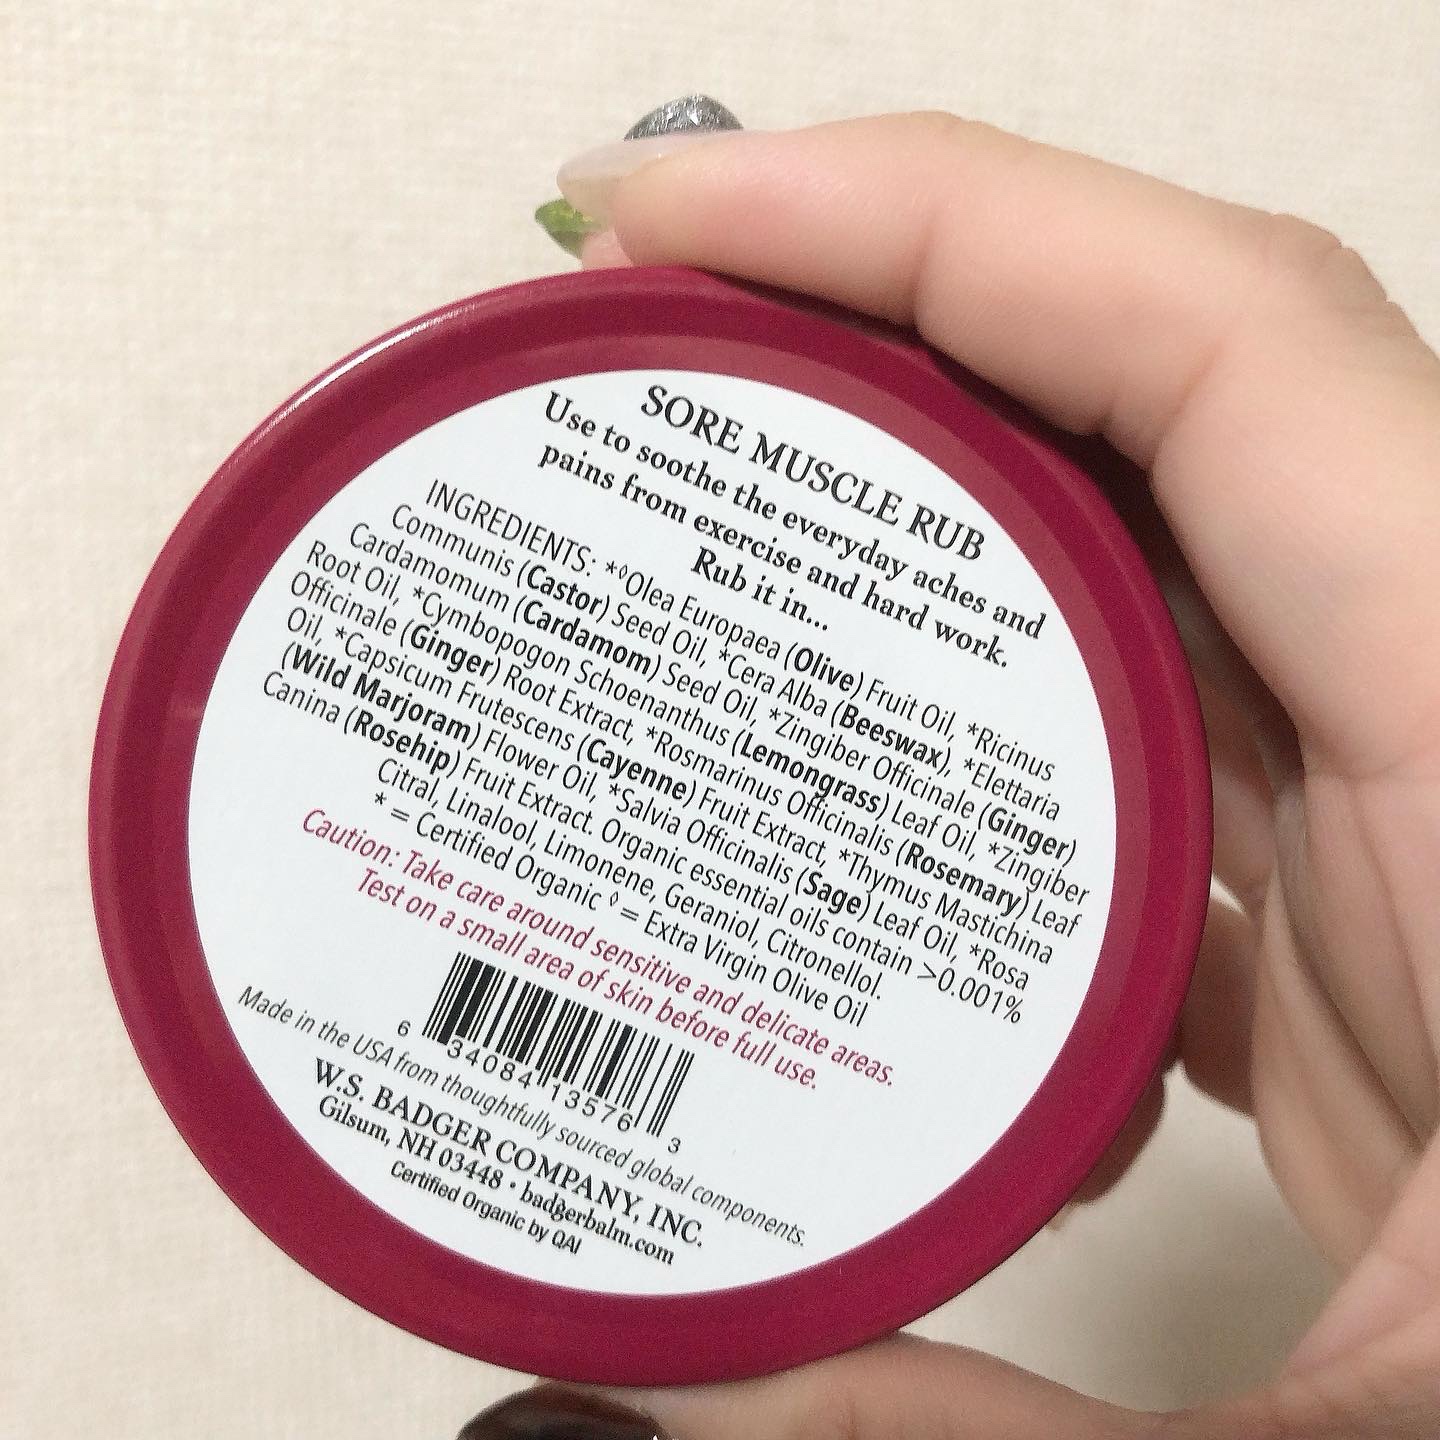 SORE MUSCLE RUB
Use to soothe the everyday aches and
pains from exercise and hard work.
Rub it in...
INGREDIENTS: *◊Olea Europaea (Olive) Fruit Oil, *Ricinus
Communis (Castor) Seed Oil, *Cera Alba (Beeswax), *Elettaria
Cardamomum (Cardamom) Seed Oil, *Zingiber Officinale (Ginger)
Root Oil, *Cymbopogon Schoenanthus (Lemongrass) Leaf Oil, *Zingiber
Officinale (Ginger) Root Extract, *Rosmarinus Officinalis (Rosemary) Leaf
Oil, *Capsicum Frutescens (Cayenne) Fruit Extract, *Thymus Mastichina
(Wild Marjoram) Flower Oil, *Salvia Officinalis (Sage) Leaf Oil, *Rosa
Canina (Rosehip) Fruit Extract. Organic essential oils contain >0.001%
Citral, Linalool, Limonene, Geraniol, Citronellol.
* = Certified Organic ◊ = Extra Virgin Olive Oil
Caution: Take care around sensitive and delicate areas.
Test on a small area of skin before full use.
6 34084 13576 3
Made in the USA from thoughtfully sourced global components.
W.S. BADGER COMPANY, INC.
Gilsum, NH 03448 • badgerbalm.com
Certified Organic by QAI